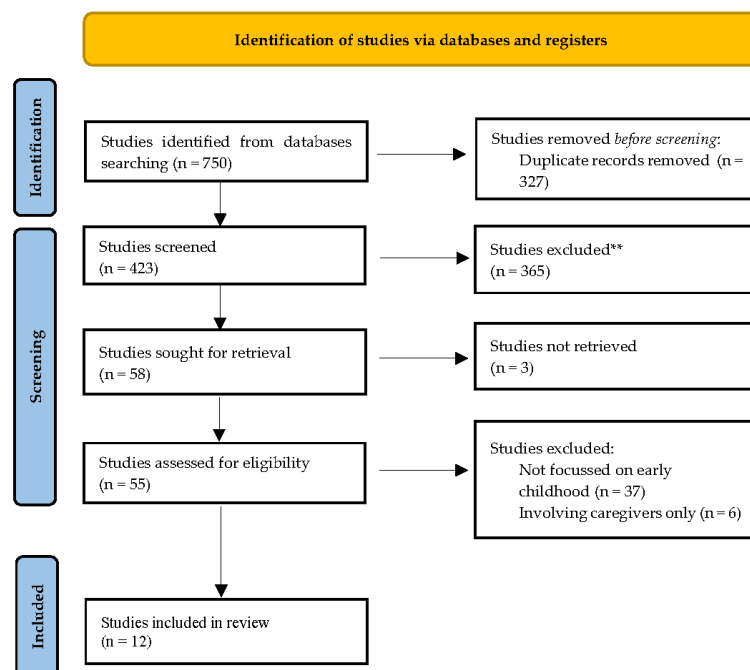 Identification of studies via databases and registers
Identification
Studies identified from databases
searching (n = 750)
Studies removed before screening:
Duplicate records removed (n =
327)
Screening
Studies screened
(n = 423)
Studies excluded**
(n = 365)
Studies sought for retrieval
(n = 58)
Studies not retrieved
(n = 3)
Studies assessed for eligibility
(n = 55)
Studies excluded:
Not focussed on early
childhood (n = 37)
Involving caregivers only (n = 6)
Included
Studies included in review
(n = 12)